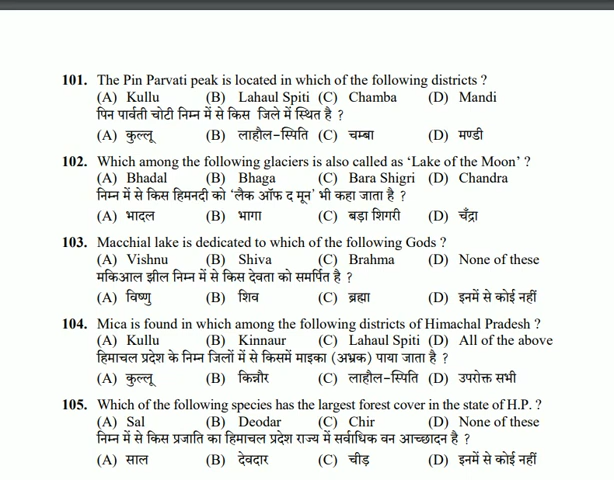 101. The Pin Parvati peak is located in which of the following districts ?
(A) Kullu (B) Lahaul Spiti (C) Chamba (D) Mandi
पिन पार्वती चोटी निम्न में से किस जिले में स्थित है ?
(A) कुल्लू (B) लाहौल-स्पिति (C) चम्बा (D) मण्डी
102. Which among the following glaciers is also called as ‘Lake of the Moon’ ?
(A) Bhadal (B) Bhaga (C) Bara Shigri (D) Chandra
निम्न में से किस हिमनदी को ‘लैक ऑफ द मून’ भी कहा जाता है ?
(A) भादल (B) भागा (C) बड़ा शिगरी (D) चँद्रा
103. Macchial lake is dedicated to which of the following Gods ?
(A) Vishnu (B) Shiva (C) Brahma (D) None of these
मकिआल झील निम्न में से किस देवता को समर्पित है ?
(A) विष्णु (B) शिव (C) ब्रह्मा (D) इनमें से कोई नहीं
104. Mica is found in which among the following districts of Himachal Pradesh ?
(A) Kullu (B) Kinnaur (C) Lahaul Spiti (D) All of the above
हिमाचल प्रदेश के निम्न जिलों में से किसमें माइका (अभ्रक) पाया जाता है ?
(A) कुल्लू (B) किन्नौर (C) लाहौल-स्पिति (D) उपरोक्त सभी
105. Which of the following species has the largest forest cover in the state of H.P. ?
(A) Sal (B) Deodar (C) Chir (D) None of these
निम्न में से किस प्रजाति का हिमाचल प्रदेश राज्य में सर्वाधिक वन आच्छादन है ?
(A) साल (B) देवदार (C) चीड़ (D) इनमें से कोई नहीं